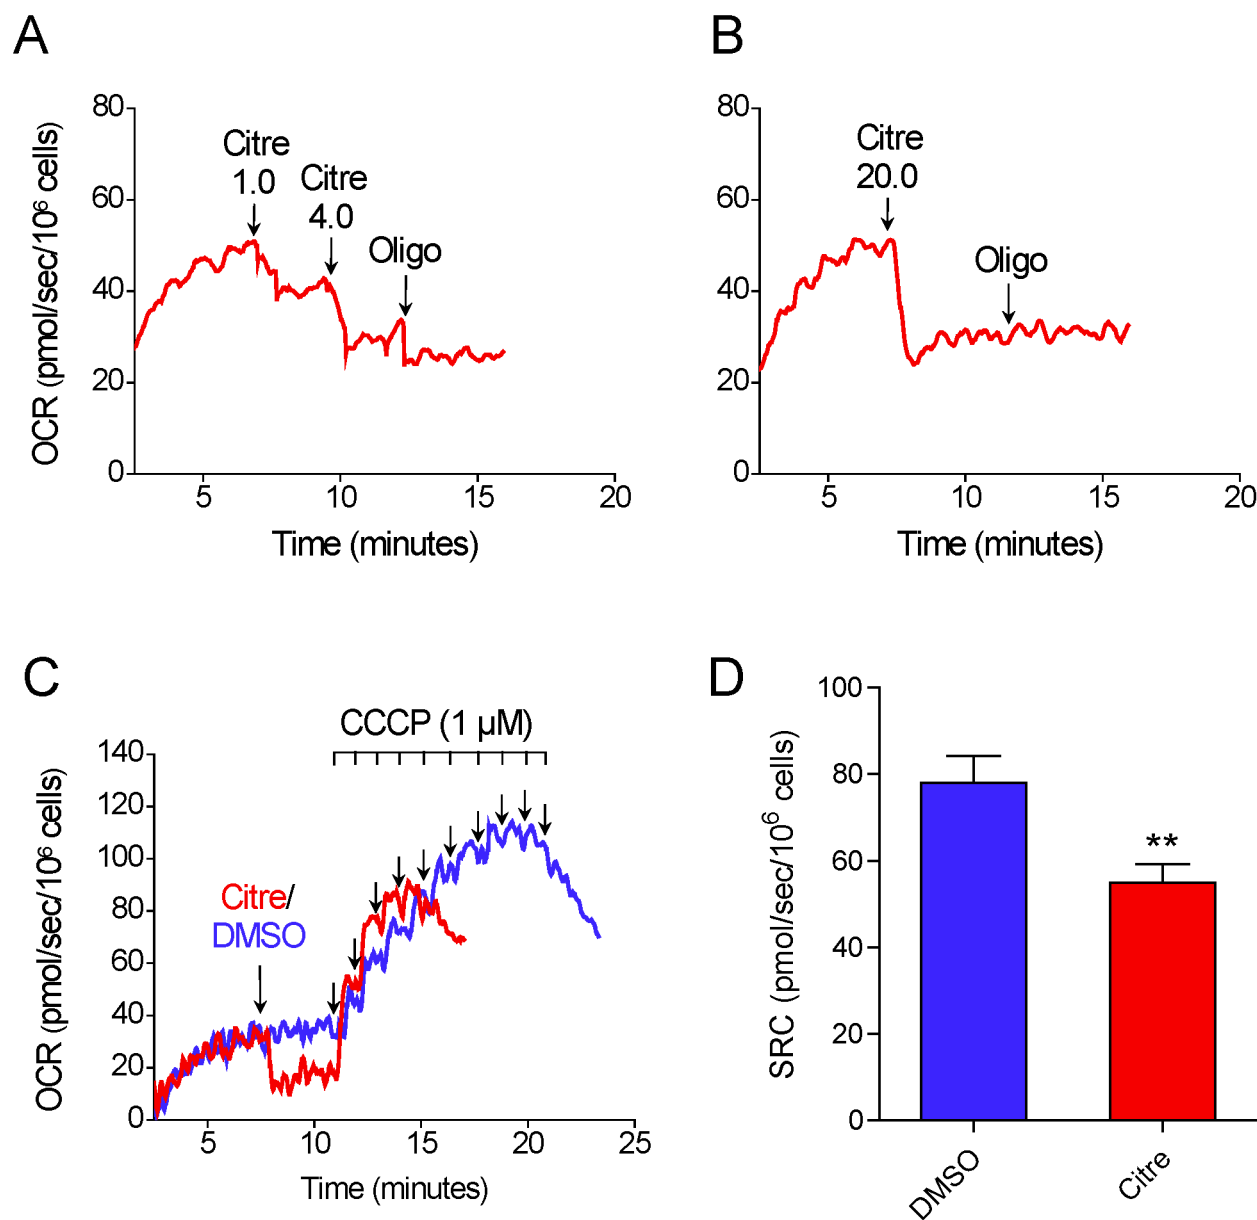 A
OCR (pmol/sec/10⁶ cells)
80
60
40
20
0
Citre
1.0
Citre
4.0
Oligo
5
10
15
20
Time (minutes)
B
80
60
40
20
0
Citre
20.0
Oligo
5
10
15
20
Time (minutes)
C
OCR (pmol/sec/10⁶ cells)
140
120
100
80
60
40
20
0
CCCP (1 µM)
Citre/
DMSO
5
10
15
20
25
Time (minutes)
D
SRC (pmol/sec/10⁶ cells)
100
80
60
40
20
0
**
DMSO
Citre